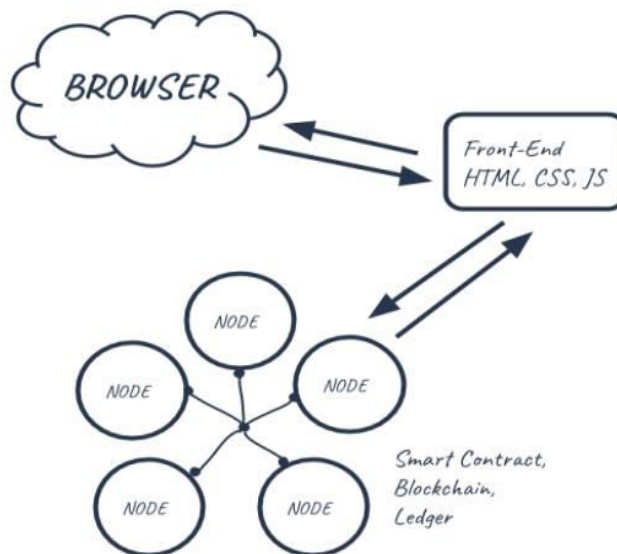 BROWSER
Front-End
HTML, CSS, JS
NODE
NODE
NODE
NODE
NODE
Smart Contract,
Blockchain,
Ledger